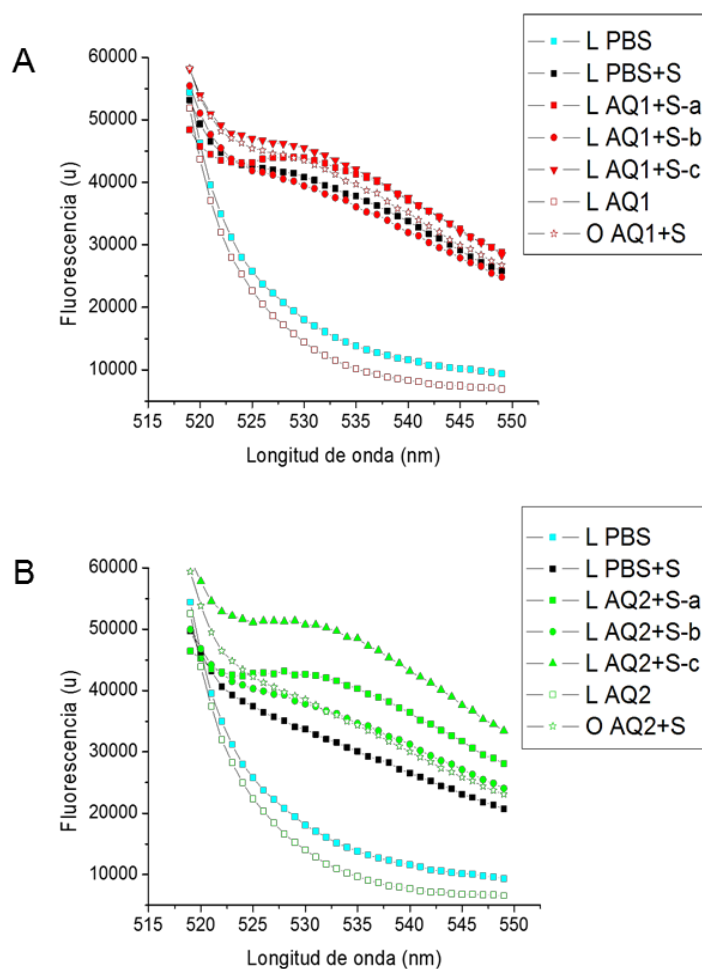 A
60000
50000
40000
30000
20000
10000
Fluorescencia (u)
515 520 525 530 535 540 545 550
Longitud de onda (nm)
L PBS
L PBS+S
L AQ1+S-a
L AQ1+S-b
L AQ1+S-c
L AQ1
O AQ1+S
B
60000
50000
40000
30000
20000
10000
Fluorescencia (u)
515 520 525 530 535 540 545 550
Longitud de onda (nm)
L PBS
L PBS+S
L AQ2+S-a
L AQ2+S-b
L AQ2+S-c
L AQ2
O AQ2+S